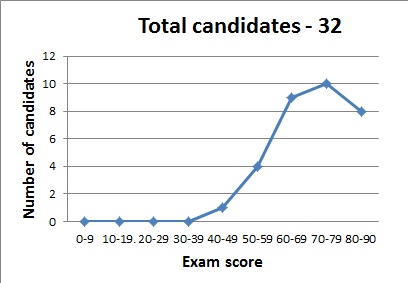 Total candidates - 32
Number of candidates
12
10
8
6
4
2
0
0-9 10-19. 20-29 30-39 40-49 50-59 60-69 70-79 80-90
Exam score